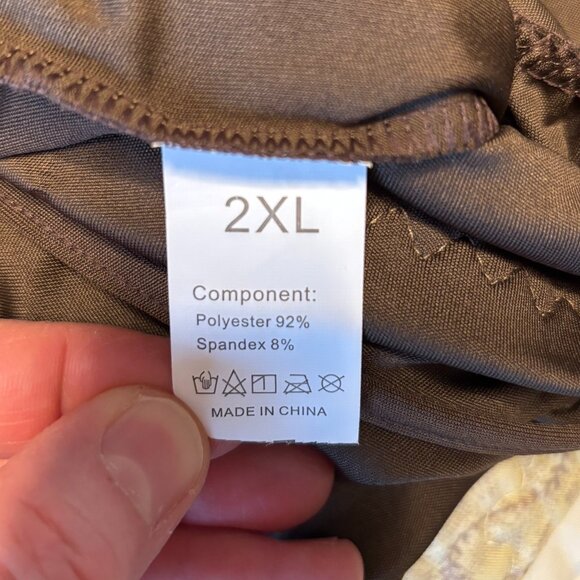 2XL
Component:
Polyester 92%
Spandex 8%
MADE IN CHINA